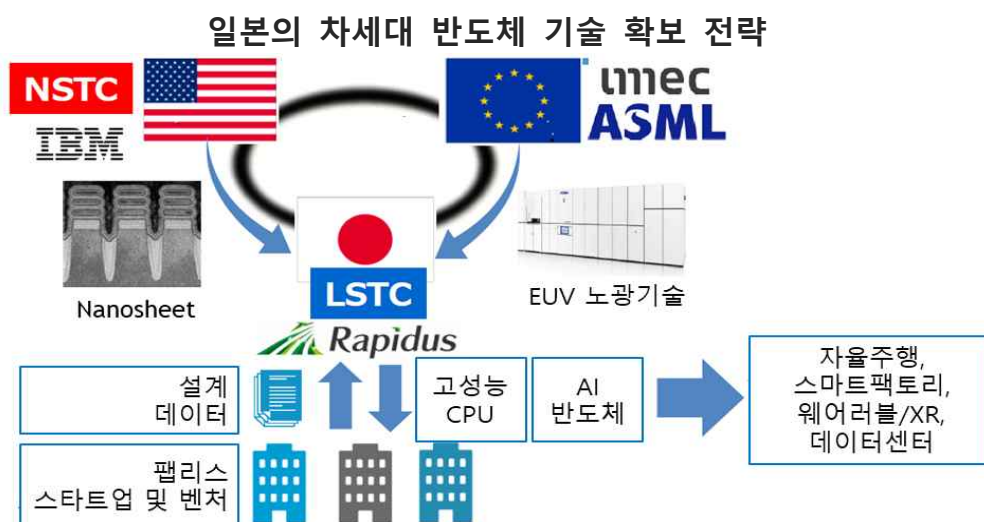 일본의 차세대 반도체 기술 확보 전략
NSTC
IBM
imec
ASML
Nanosheet
LSTC
EUV 노광기술
Rapidus
설계
데이터
고성능
CPU
AI
반도체
자율주행,
스마트팩토리,
웨어러블/XR,
데이터센터
팹리스
스타트업 및 벤처